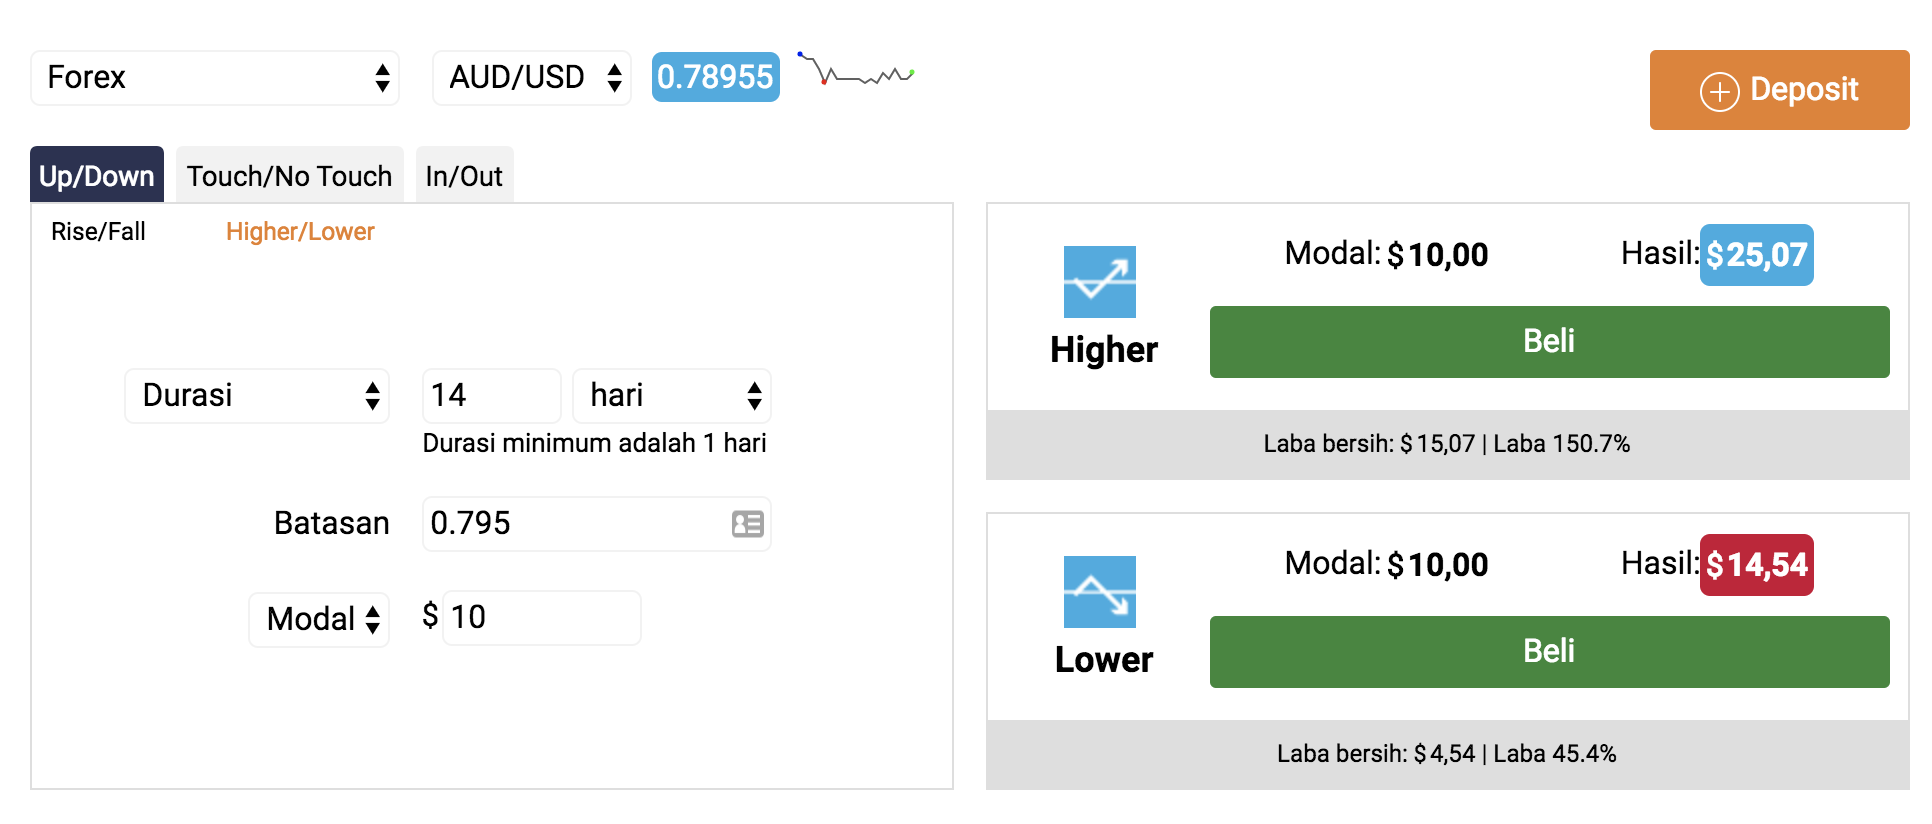 Forex
AUD/USD
0.78955
Deposit
Up/Down
Touch/No Touch
In/Out
Rise/Fall
Higher/Lower
Durasi
14
hari
Durasi minimum adalah 1 hari
Batasan
0.795
Modal
$ 10
Higher
Modal: $ 10,00
Hasil: $ 25,07
Beli
Laba bersih: $ 15,07 | Laba 150.7%
Lower
Modal: $ 10,00
Hasil: $ 14,54
Beli
Laba bersih: $ 4,54 | Laba 45.4%